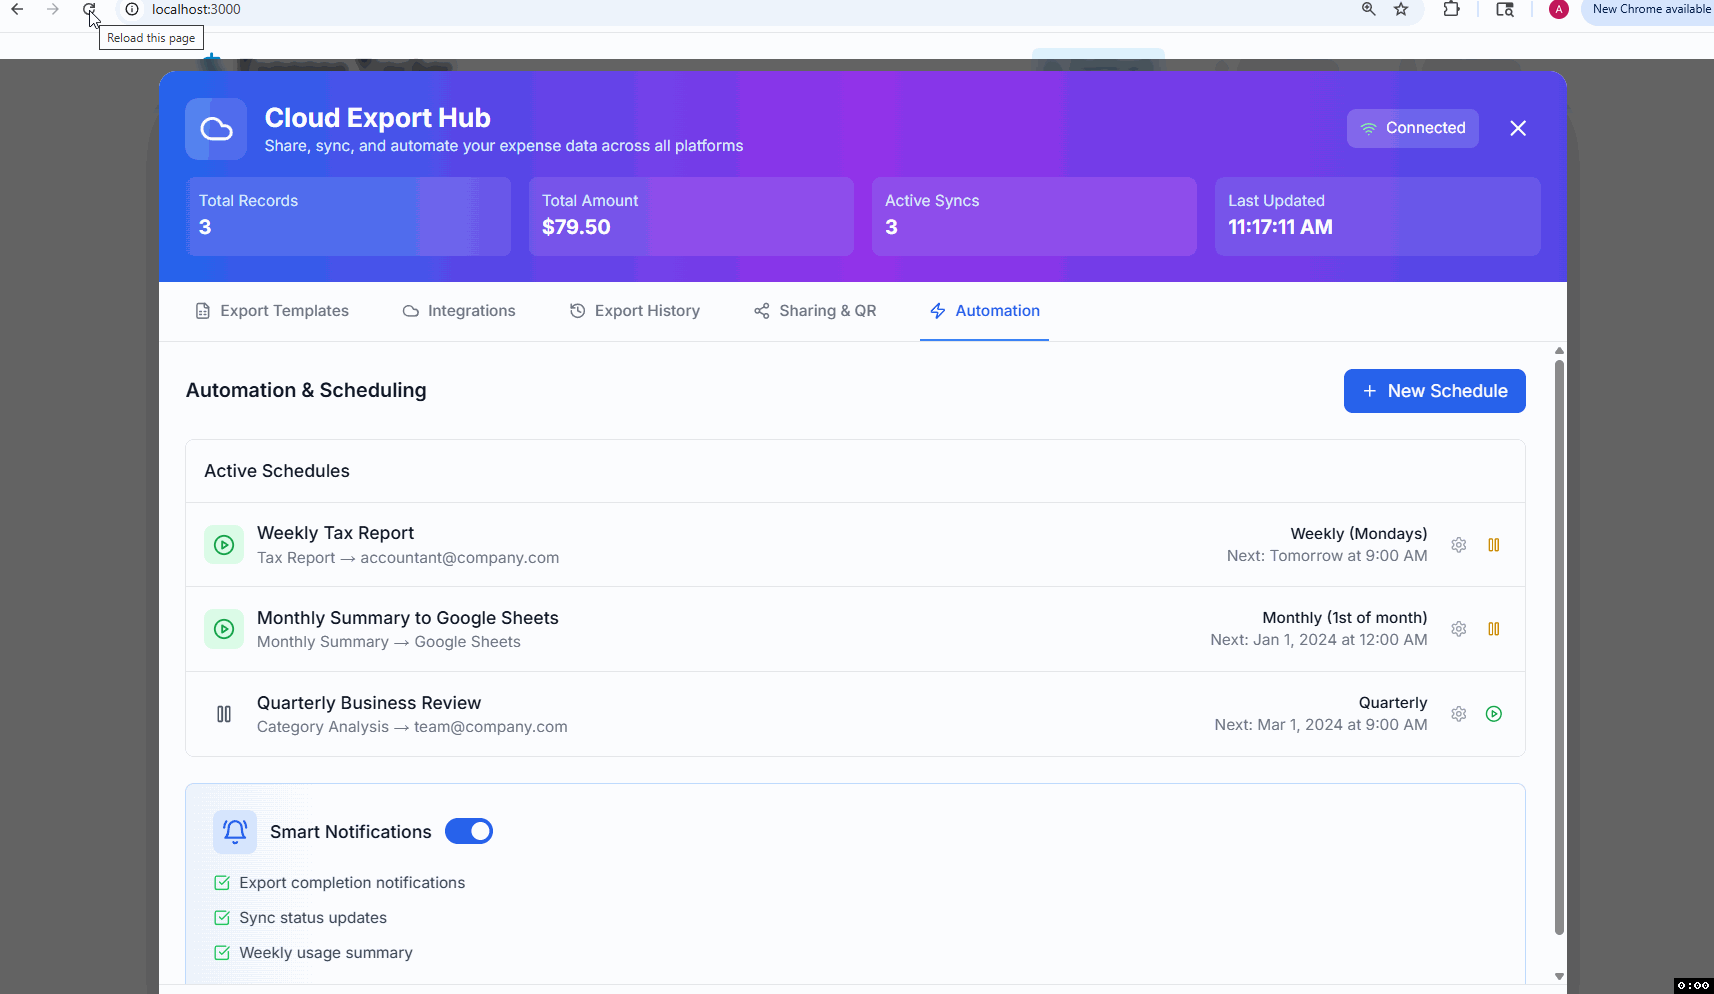 localhost:3000
New Chrome available
A
Reload this page
Cloud Export Hub
Share, sync, and automate your expense data across all platforms
Connected
Total Records
3
Total Amount
$79.50
Active Syncs
3
Last Updated
11:17:11 AM
Export Templates
Integrations
Export History
Sharing & QR
Automation
Automation & Scheduling
+ New Schedule
Active Schedules
Weekly Tax Report
Tax Report → accountant@company.com
Weekly (Mondays)
Next: Tomorrow at 9:00 AM
Monthly Summary to Google Sheets
Monthly Summary → Google Sheets
Monthly (1st of month)
Next: Jan 1, 2024 at 12:00 AM
Quarterly Business Review
Category Analysis → team@company.com
Quarterly
Next: Mar 1, 2024 at 9:00 AM
Smart Notifications
Export completion notifications
Sync status updates
Weekly usage summary
0:00